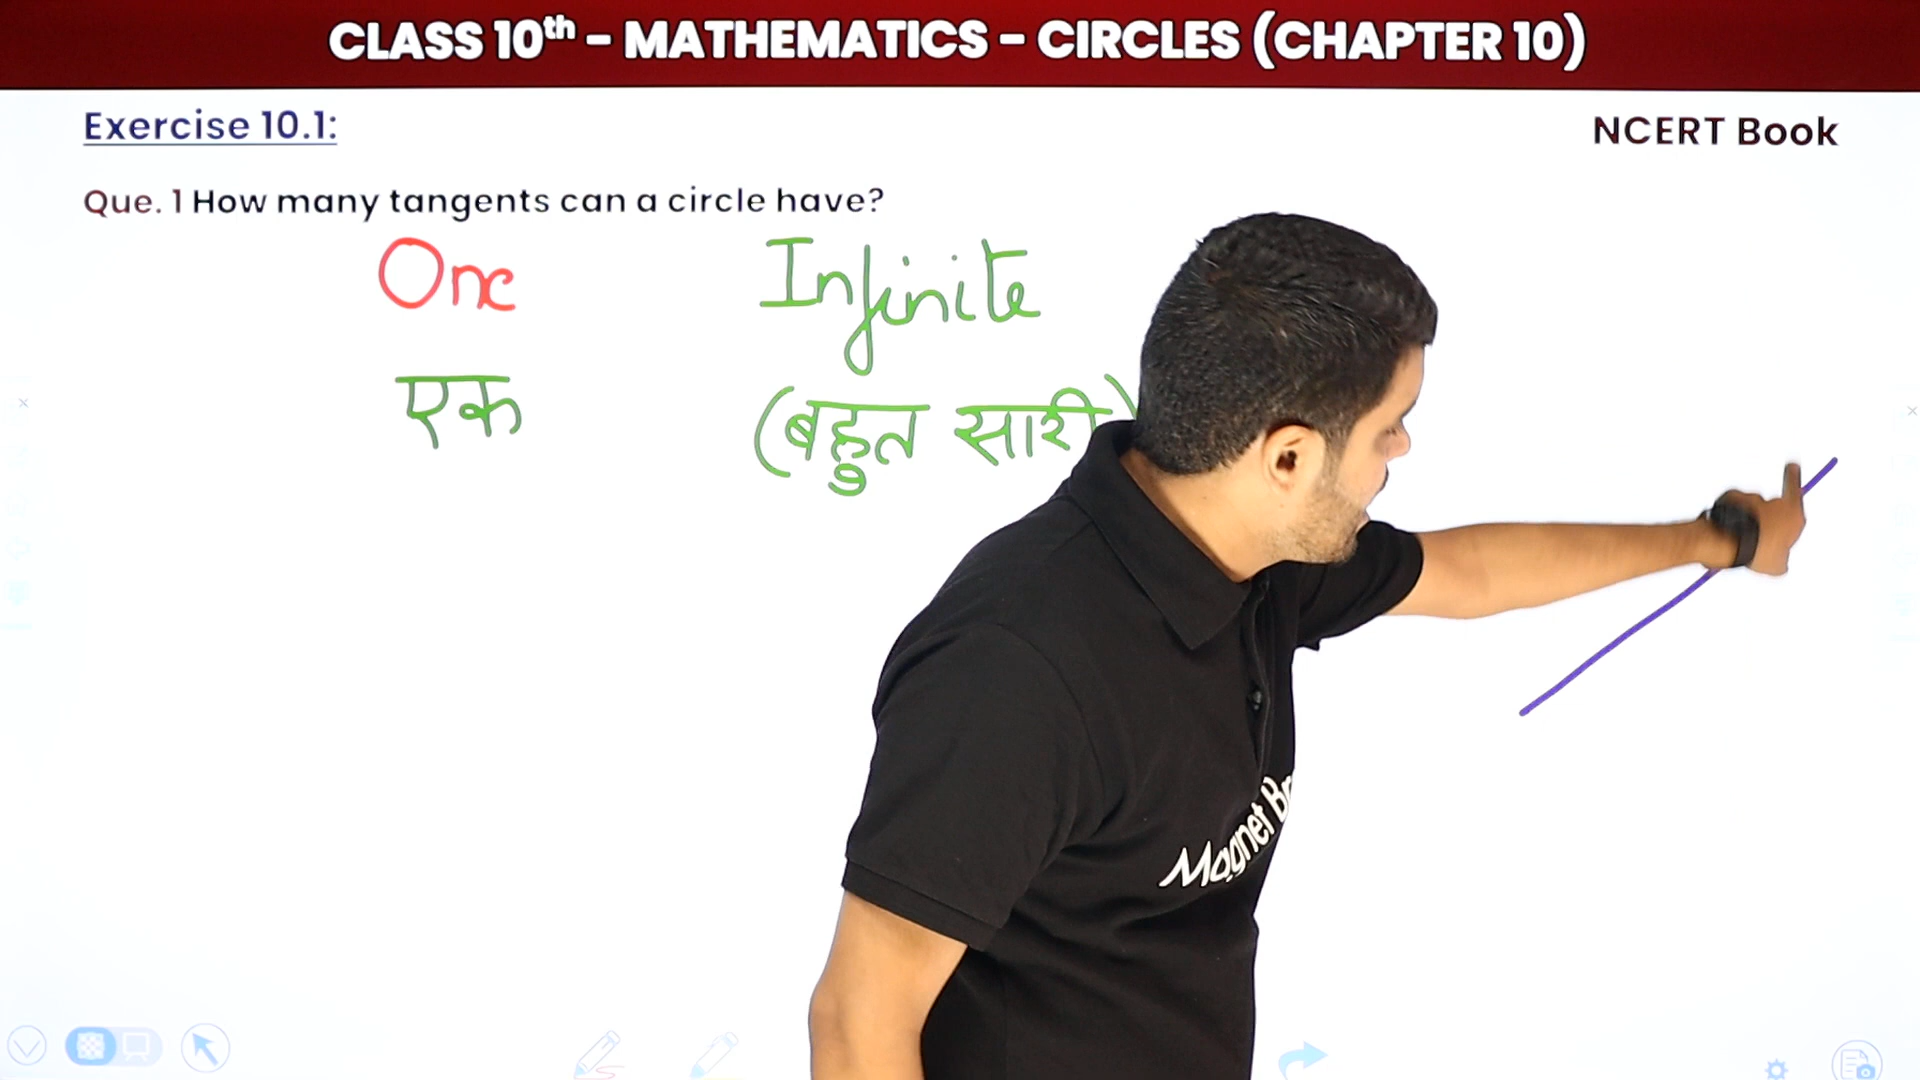 CLASS 10th - MATHEMATICS - CIRCLES (CHAPTER 10)
Exercise 10.1:
NCERT Book
Que. 1 How many tangents can a circle have?
One Infinite
एक (बहुत सारी)
Magnet